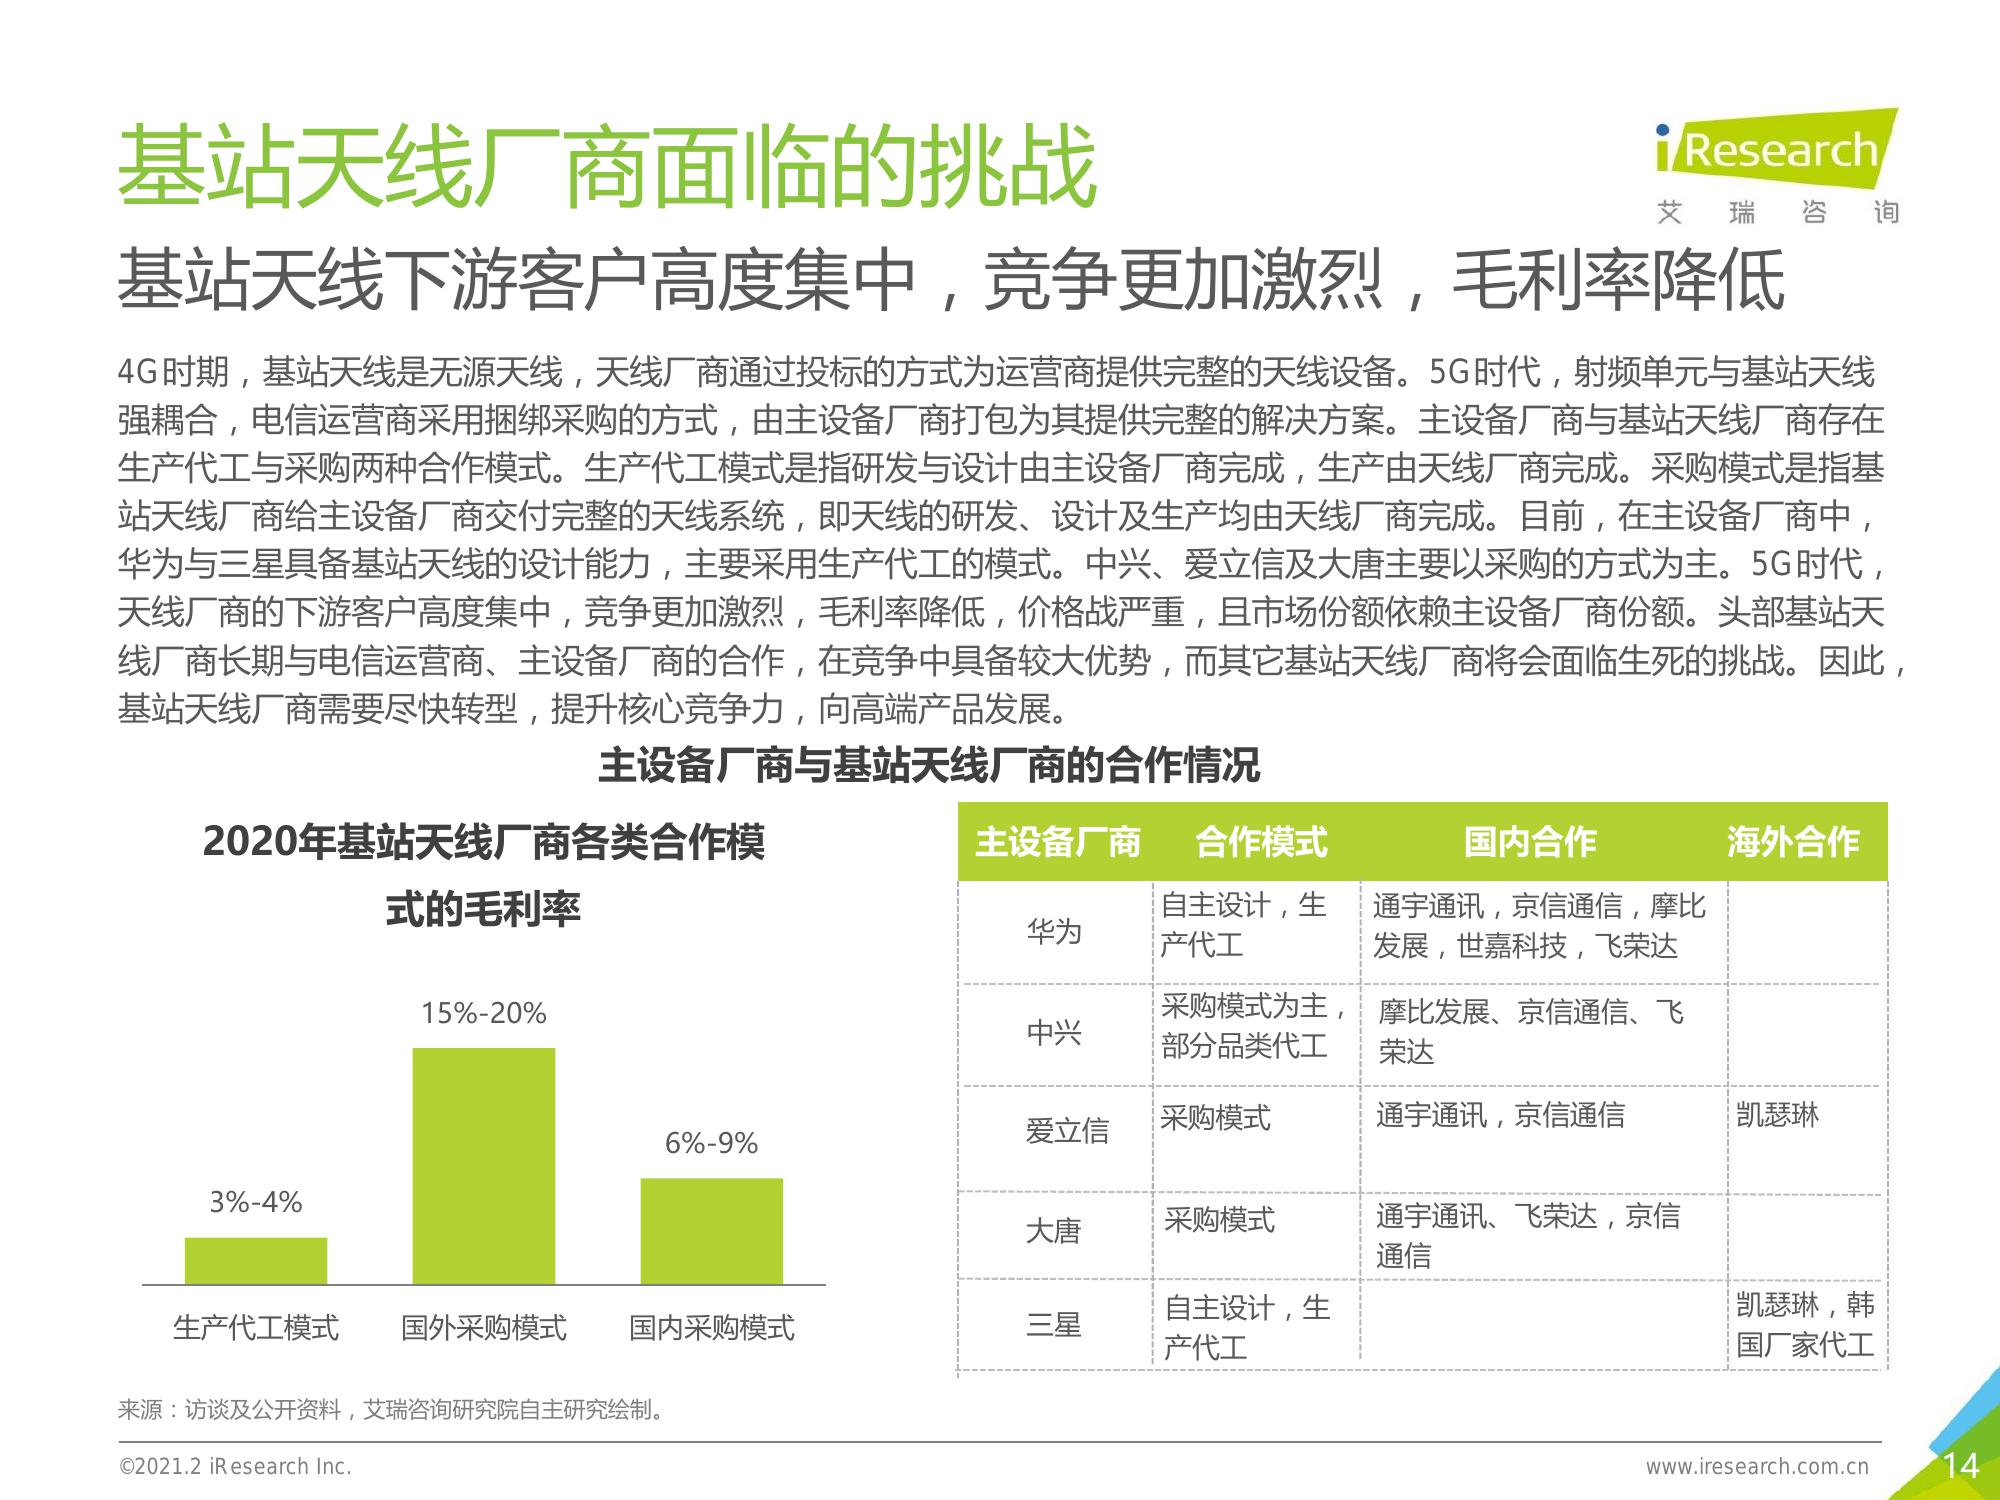 基站天线厂商面临的挑战
iResearch
艾瑞咨询
基站天线下游客户高度集中，竞争更加激烈，毛利率降低
4G时期，基站天线是无源天线，天线厂商通过投标的方式为运营商提供完整的天线设备。5G时代，射频单元与基站天线
强耦合，电信运营商采用捆绑采购的方式，由主设备厂商打包为其提供完整的解决方案。主设备厂商与基站天线厂商存在
生产代工与采购两种合作模式。生产代工模式是指研发与设计由主设备厂商完成，生产由天线厂商完成。采购模式是指基
站天线厂商给主设备厂商交付完整的天线系统，即天线的研发、设计及生产均由天线厂商完成。目前，在主设备厂商中，
华为与三星具备基站天线的设计能力，主要采用生产代工的模式。中兴、爱立信及大唐主要以采购的方式为主。5G时代，
天线厂商的下游客户高度集中，竞争更加激烈，毛利率降低，价格战严重，且市场份额依赖主设备厂商份额。头部基站天
线厂商长期与电信运营商、主设备厂商的合作，在竞争中具备较大优势，而其它基站天线厂商将会面临生死的挑战。因此，
基站天线厂商需要尽快转型，提升核心竞争力，向高端产品发展。
主设备厂商与基站天线厂商的合作情况
2020年基站天线厂商各类合作模
式的毛利率
15%-20%
6%-9%
3%-4%
生产代工模式 国外采购模式 国内采购模式
主设备厂商 合作模式 国内合作 海外合作
华为
自主设计，生
产代工
通宇通讯，京信通信，摩比
发展，世嘉科技，飞荣达
中兴
采购模式为主，
部分品类代工
摩比发展、京信通信、飞
荣达
爱立信
采购模式
通宇通讯，京信通信
凯瑟琳
大唐
采购模式
通宇通讯、飞荣达，京信
通信
三星
自主设计，生
产代工
凯瑟琳，韩
国厂家代工
来源：访谈及公开资料，艾瑞咨询研究院自主研究绘制。
©2021.2 iResearch Inc.
www.iresearch.com.cn
14